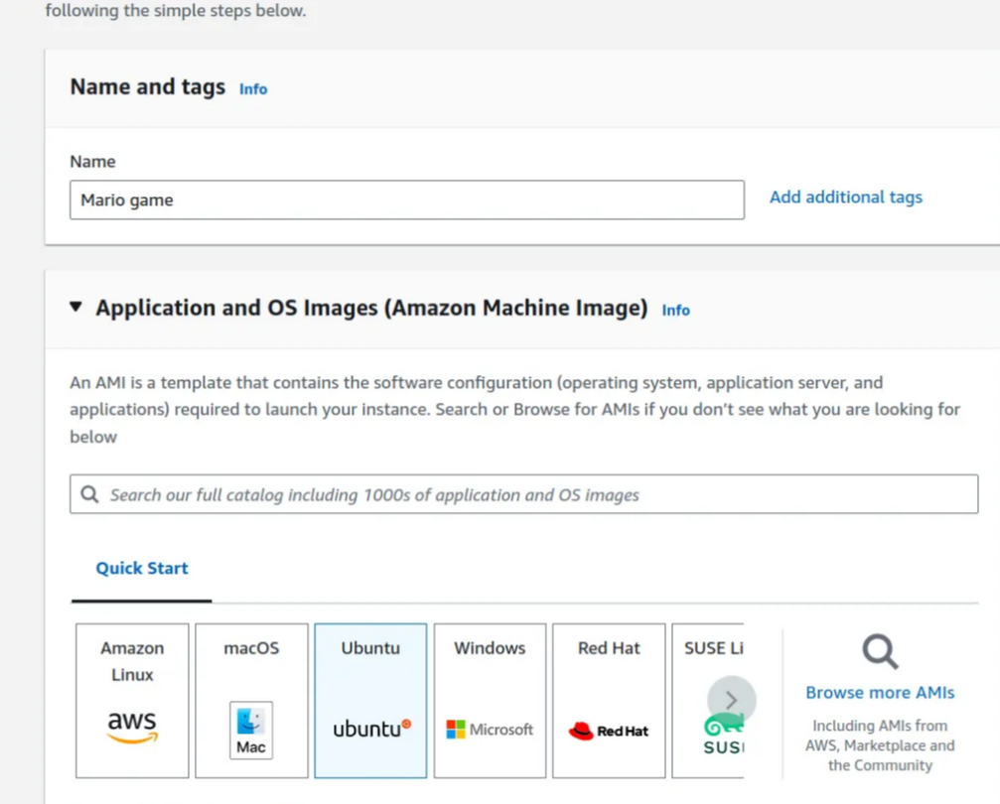 following the simple steps below.
Name and tags Info
Name
Mario game
Add additional tags
Application and OS Images (Amazon Machine Image) Info
An AMI is a template that contains the software configuration (operating system, application server, and
applications) required to launch your instance. Search or Browse for AMIs if you don't see what you are looking for
below
Search our full catalog including 1000s of application and OS images
Quick Start
Amazon
Linux
aws
macOS
Mac
Ubuntu
ubuntu
Windows
Microsoft
Red Hat
Red Hat
SUSE Li
SUS
Browse more AMIs
Including AMIs from
AWS, Marketplace and
the Community